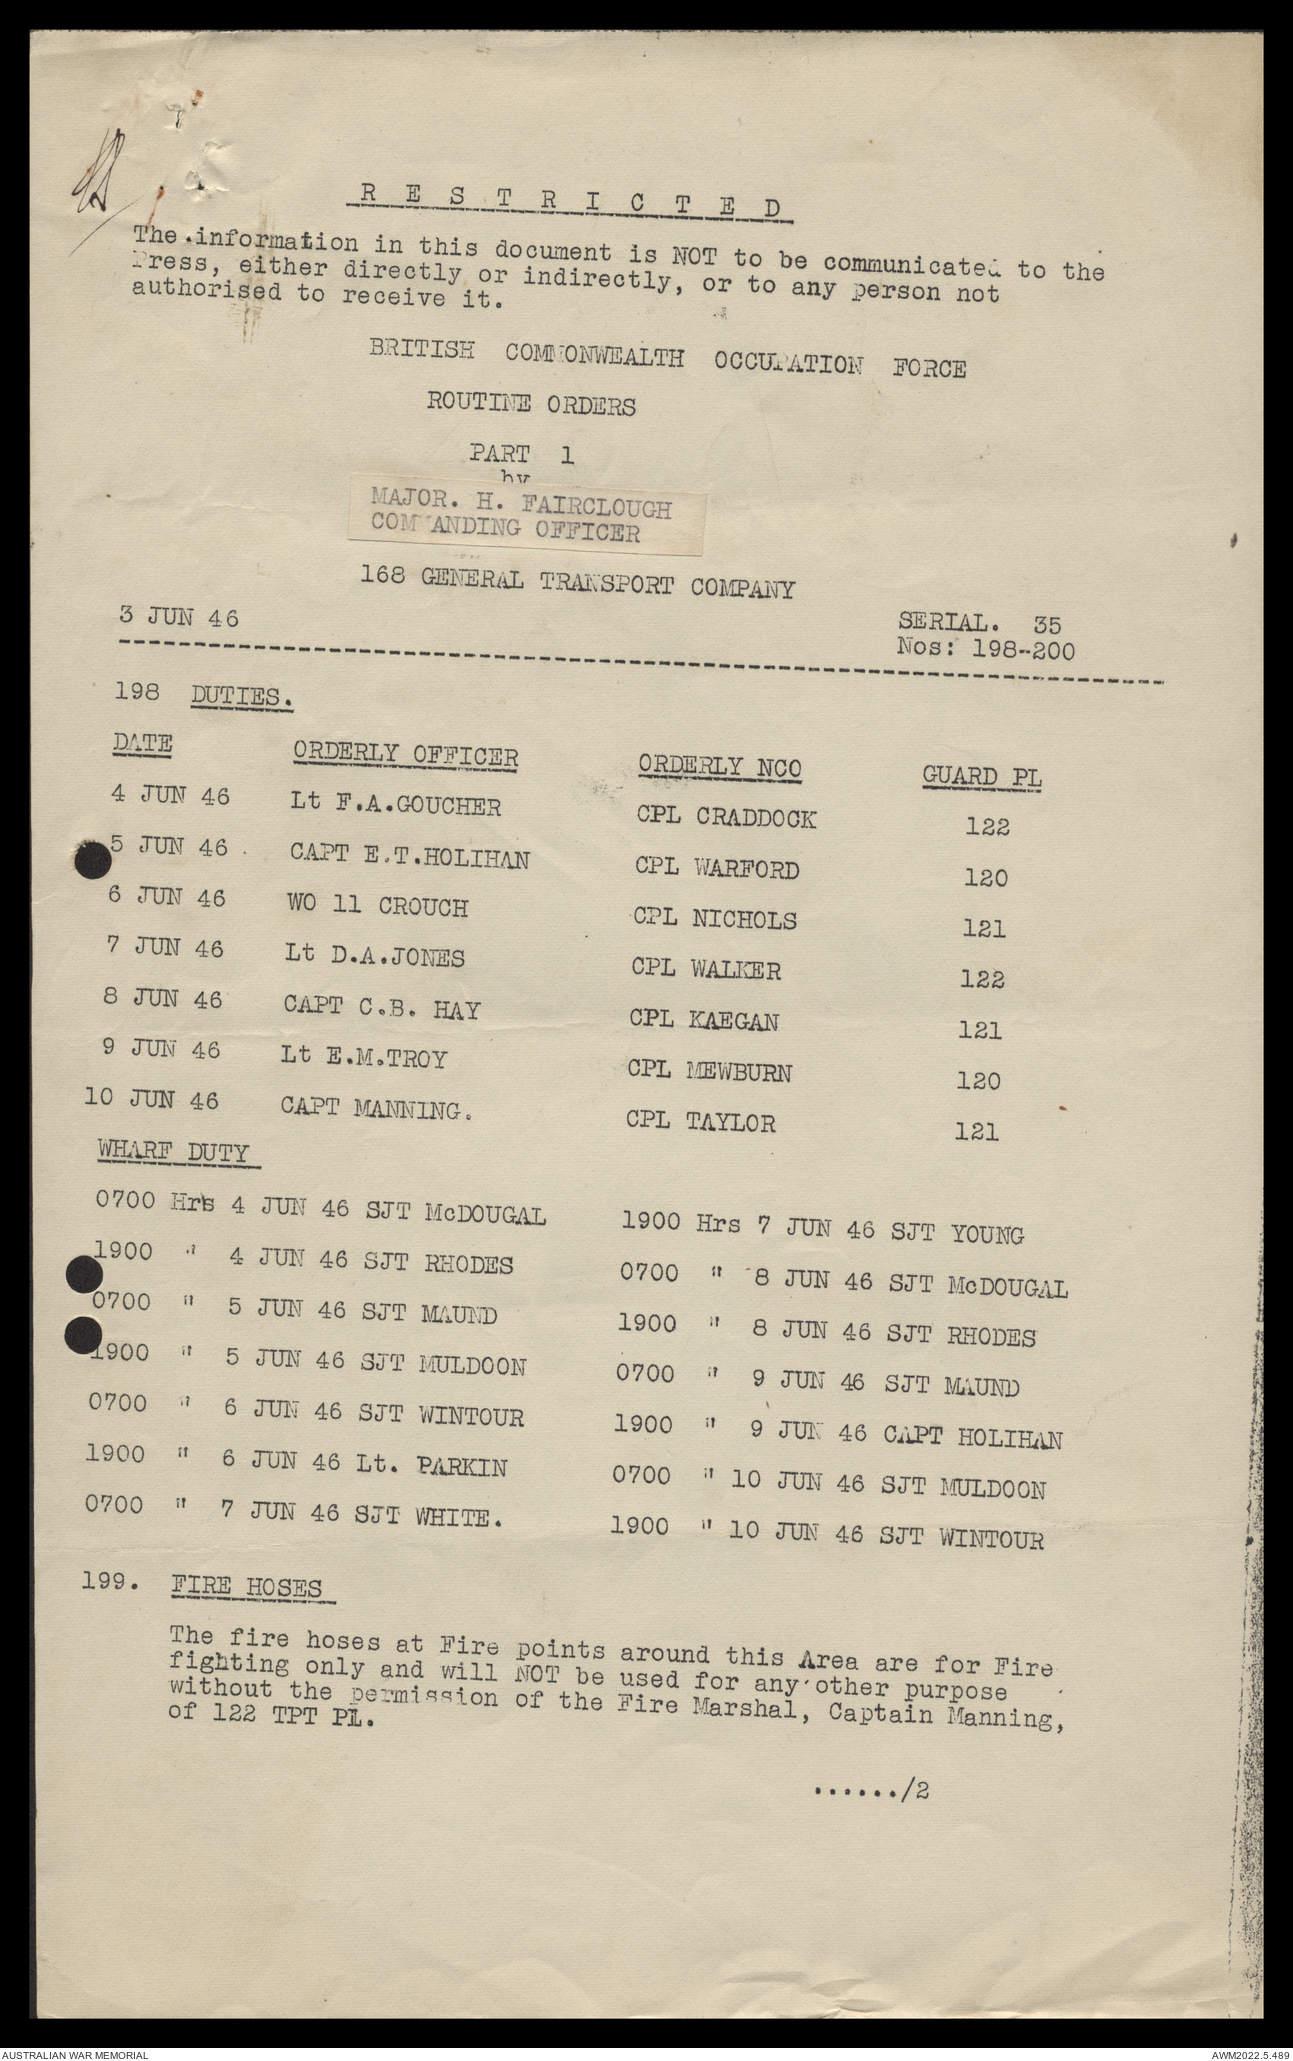 R E S T R I C T E D
The information in this document is NOT to be communicated to the
Press, either directly or indirectly, or to any person not
authorised to receive it.
BRITISH COMMONWEALTH OCCUPATION FORCE
ROUTINE ORDERS
PART 1
by
MAJOR. H. FAIRCLOUGH
COMMANDING OFFICER
168 GENERAL TRANSPORT COMPANY
3 JUN 46 SERIAL. 35
Nos: 198-200
198 DUTIES.
DATE ORDERLY OFFICER ORDERLY NCO GUARD PL
4 JUN 46 Lt F.A.GOUCHER CPL CRADDOCK 122
5 JUN 46 CAPT E.T.HOLIHAN CPL WARFORD 120
6 JUN 46 WO 11 CROUCH CPL NICHOLS 121
7 JUN 46 Lt D.A.JONES CPL WALKER 122
8 JUN 46 CAPT C.B. HAY CPL KAEGAN 121
9 JUN 46 Lt E.M.TROY CPL MEWBURN 120
10 JUN 46 CAPT MANNING. CPL TAYLOR 121
WHARF DUTY
0700 Hrs 4 JUN 46 SJT McDOUGAL 1900 Hrs 7 JUN 46 SJT YOUNG
1900 " 4 JUN 46 SJT RHODES 0700 " 8 JUN 46 SJT McDOUGAL
0700 " 5 JUN 46 SJT MAUND 1900 " 8 JUN 46 SJT RHODES
1900 " 5 JUN 46 SJT MULDOON 0700 " 9 JUN 46 SJT MAUND
0700 " 6 JUN 46 SJT WINTOUR 1900 " 9 JUN 46 CAPT HOLIHAN
1900 " 6 JUN 46 Lt. PARKIN 0700 " 10 JUN 46 SJT MULDOON
0700 " 7 JUN 46 SJT WHITE. 1900 " 10 JUN 46 SJT WINTOUR
199. FIRE HOSES
The fire hoses at Fire points around this Area are for Fire
fighting only and will NOT be used for any other purpose
without the permission of the Fire Marshal, Captain Manning,
of 122 TPT PL.
....../2
AUSTRALIAN WAR MEMORIAL AWM2022.5.489